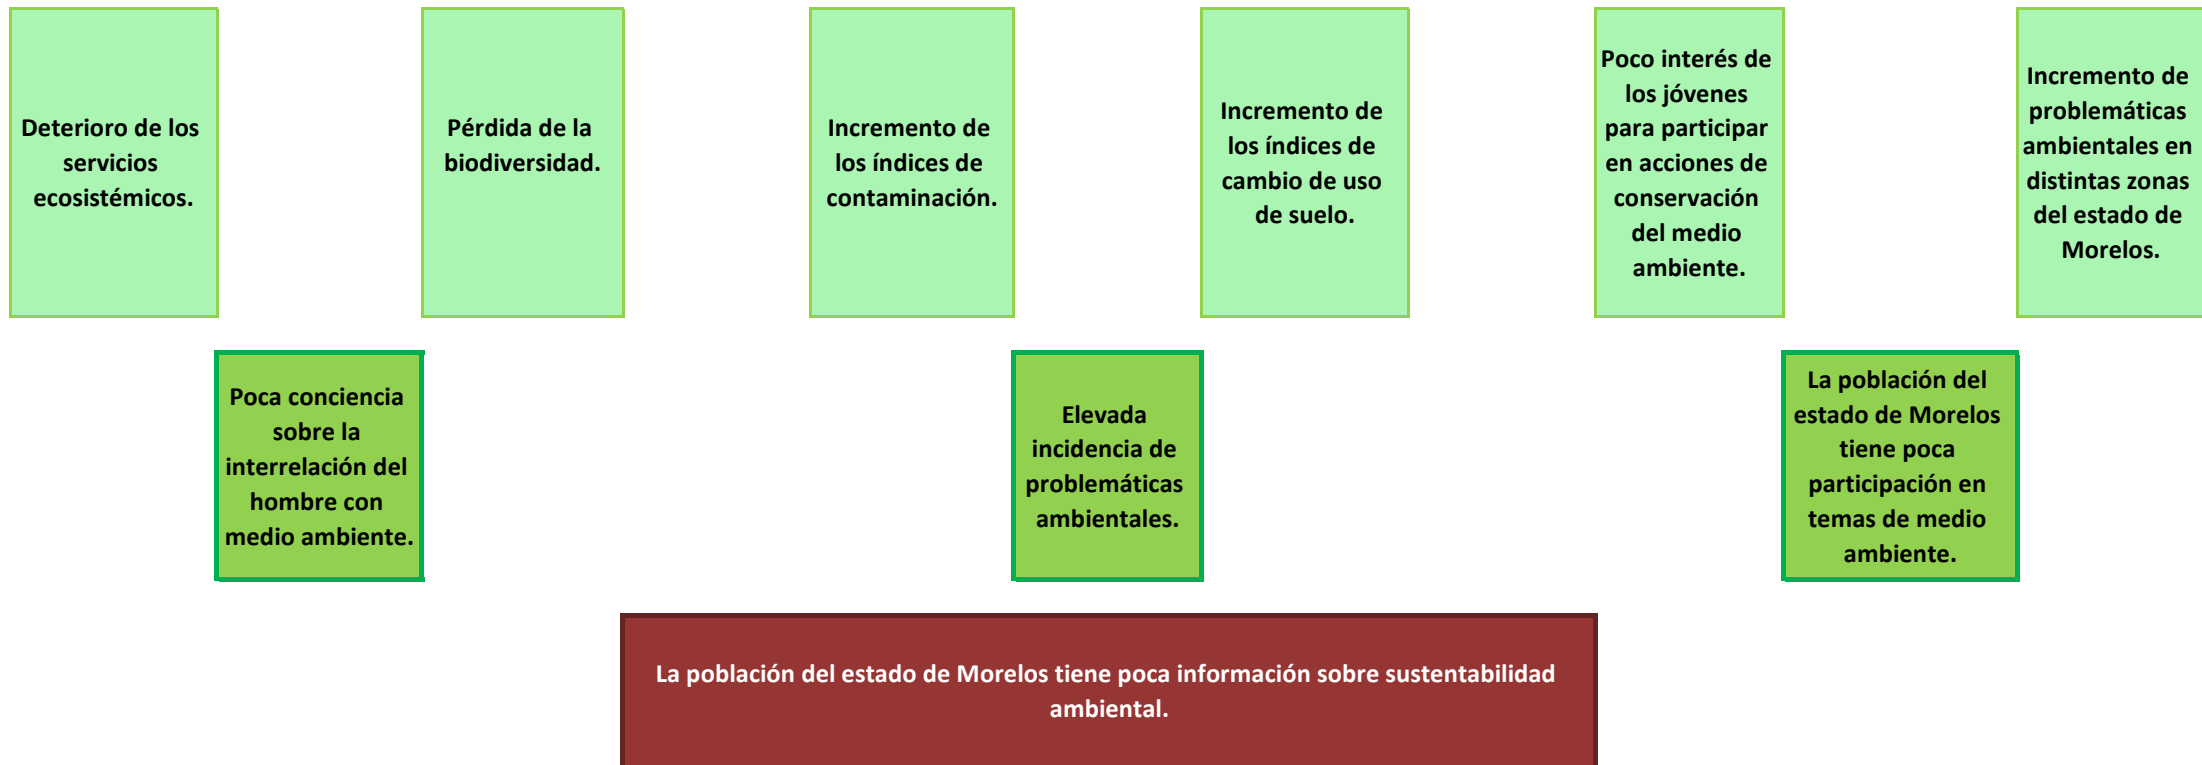 Deterioro de los
servicios
ecosistémicos.
Pérdida de la
biodiversidad.
Incremento de
los índices de
contaminación.
Incremento de
los índices de
cambio de uso
de suelo.
Poco interés de
los jóvenes
para participar
en acciones de
conservación
del medio
ambiente.
Incremento de
problemáticas
ambientales en
distintas zonas
del estado de
Morelos.
Poca conciencia
sobre la
interrelación del
hombre con
medio ambiente.
Elevada
incidencia de
problemáticas
ambientales.
La población del
estado de Morelos
tiene poca
participación en
temas de medio
ambiente.
La población del estado de Morelos tiene poca información sobre sustentabilidad
ambiental.